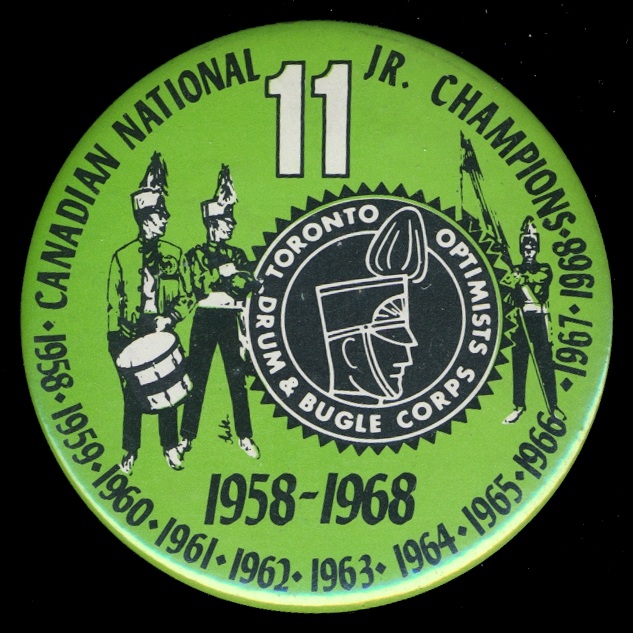 CANADIAN NATIONAL 11 JR. CHAMPIONS
1958 • 1959 • 1960 • 1961 • 1962 • 1963 • 1964 • 1965 • 1966 • 1967 • 1968
TORONTO OPTIMISTS
DRUM & BUGLE CORPS
1958-1968